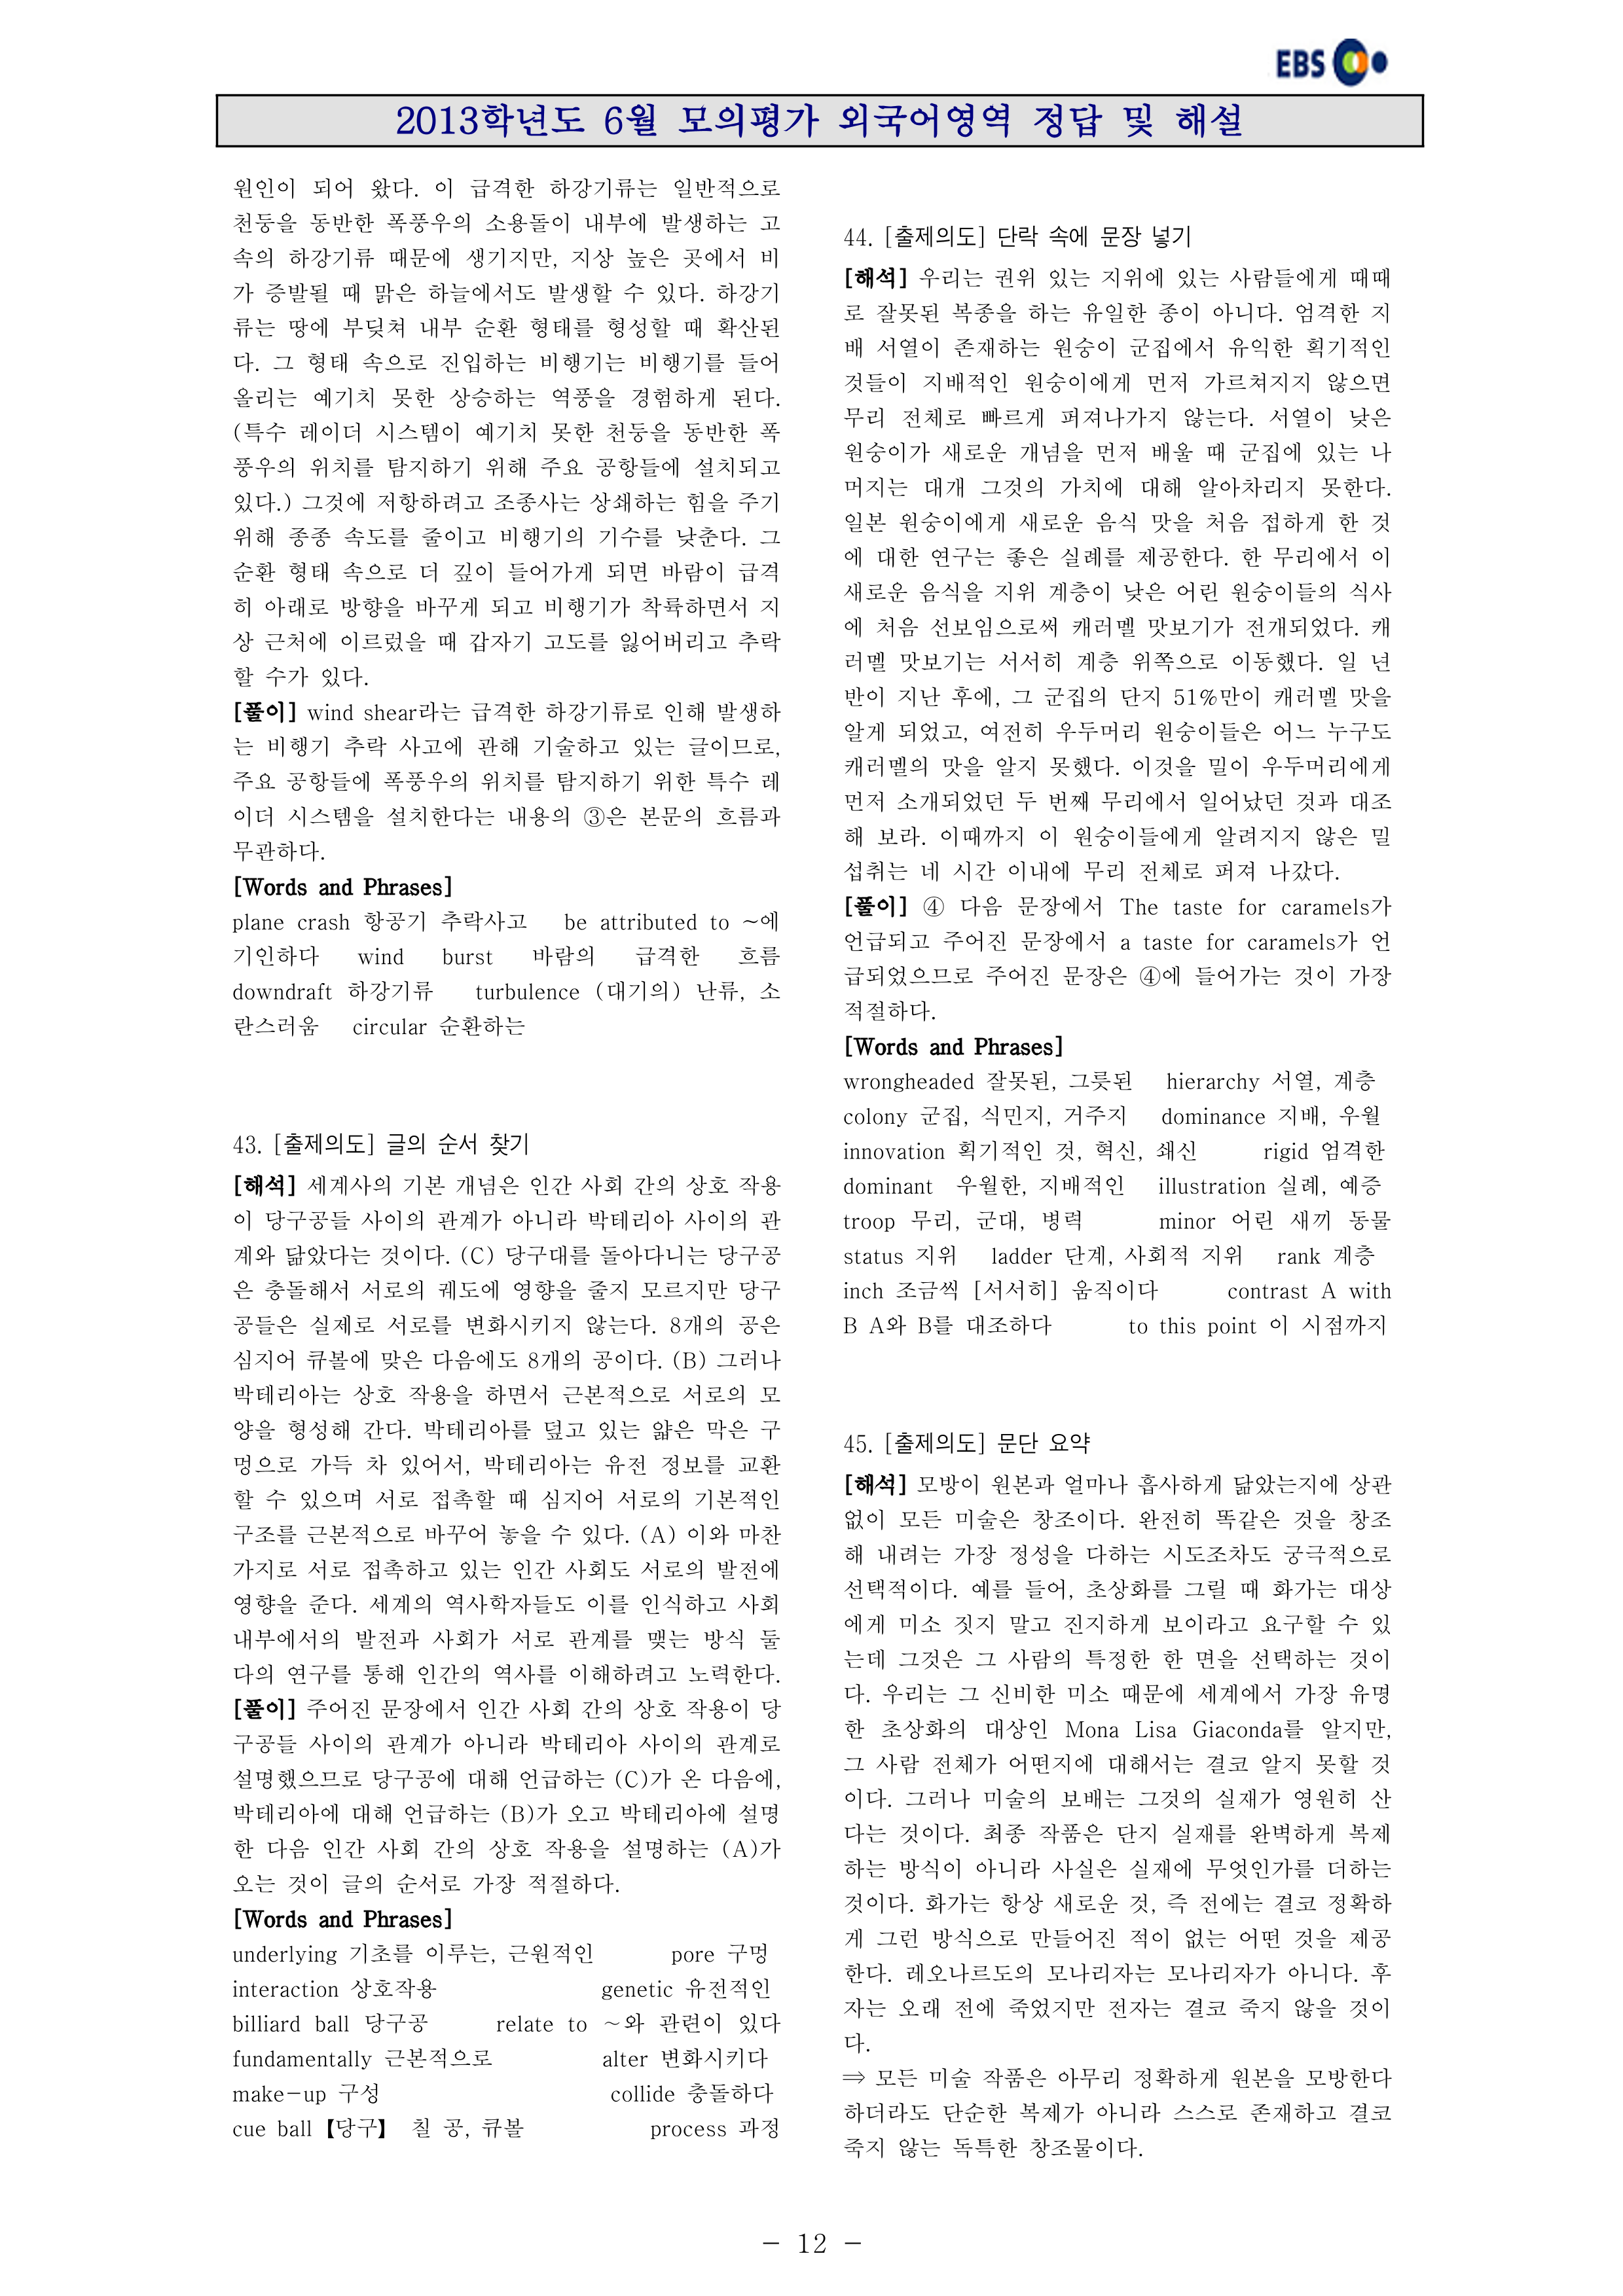 EBS
2013학년도 6월 모의평가 외국어영역 정답 및 해설
원인이 되어 왔다. 이 급격한 하강기류는 일반적으로
천둥을 동반한 폭풍우의 소용돌이 내부에 발생하는 고
속의 하강기류 때문에 생기지만, 지상 높은 곳에서 비
가 증발될 때 맑은 하늘에서도 발생할 수 있다. 하강기
류는 땅에 부딪쳐 내부 순환 형태를 형성할 때 확산된
다. 그 형태 속으로 진입하는 비행기는 비행기를 들어
올리는 예기치 못한 상승하는 역풍을 경험하게 된다.
(특수 레이더 시스템이 예기치 못한 천둥을 동반한 폭
풍우의 위치를 탐지하기 위해 주요 공항들에 설치되고
있다.) 그것에 저항하려고 조종사는 상쇄하는 힘을 주기
위해 종종 속도를 줄이고 비행기의 기수를 낮춘다. 그
순환 형태 속으로 더 깊이 들어가게 되면 바람이 급격
히 아래로 방향을 바꾸게 되고 비행기가 착륙하면서 지
상 근처에 이르렀을 때 갑자기 고도를 잃어버리고 추락
할 수가 있다.
[풀이] wind shear라는 급격한 하강기류로 인해 발생하
는 비행기 추락 사고에 관해 기술하고 있는 글이므로,
주요 공항들에 폭풍우의 위치를 탐지하기 위한 특수 레
이더 시스템을 설치한다는 내용의 ③은 본문의 흐름과
무관하다.
[Words and Phrases]
plane crash 항공기 추락사고 be attributed to ~에
기인하다 wind burst 바람의 급격한 흐름
downdraft 하강기류 turbulence (대기의) 난류, 소
란스러움 circular 순환하는
43. [출제의도] 글의 순서 찾기
[해석] 세계사의 기본 개념은 인간 사회 간의 상호 작용
이 당구공들 사이의 관계가 아니라 박테리아 사이의 관
계와 닮았다는 것이다. (C) 당구대를 돌아다니는 당구공
은 충돌해서 서로의 궤도에 영향을 줄지 모르지만 당구
공들은 실제로 서로를 변화시키지 않는다. 8개의 공은
심지어 큐볼에 맞은 다음에도 8개의 공이다. (B) 그러나
박테리아는 상호 작용을 하면서 근본적으로 서로의 모
양을 형성해 간다. 박테리아를 덮고 있는 얇은 막은 구
멍으로 가득 차 있어서, 박테리아는 유전 정보를 교환
할 수 있으며 서로 접촉할 때 심지어 서로의 기본적인
구조를 근본적으로 바꾸어 놓을 수 있다. (A) 이와 마찬
가지로 서로 접촉하고 있는 인간 사회도 서로의 발전에
영향을 준다. 세계의 역사학자들도 이를 인식하고 사회
내부에서의 발전과 사회가 서로 관계를 맺는 방식 둘
다의 연구를 통해 인간의 역사를 이해하려고 노력한다.
[풀이] 주어진 문장에서 인간 사회 간의 상호 작용이 당
구공들 사이의 관계가 아니라 박테리아 사이의 관계로
설명했으므로 당구공에 대해 언급하는 (C)가 온 다음에,
박테리아에 대해 언급하는 (B)가 오고 박테리아에 설명
한 다음 인간 사회 간의 상호 작용을 설명하는 (A)가
오는 것이 글의 순서로 가장 적절하다.
[Words and Phrases]
underlying 기초를 이루는, 근원적인 pore 구멍
interaction 상호작용 genetic 유전적인
billiard ball 당구공 relate to ~와 관련이 있다
fundamentally 근본적으로 alter 변화시키다
make-up 구성 collide 충돌하다
cue ball【당구】 칠 공, 큐볼 process 과정
44. [출제의도] 단락 속에 문장 넣기
[해석] 우리는 권위 있는 지위에 있는 사람들에게 때때
로 잘못된 복종을 하는 유일한 종이 아니다. 엄격한 지
배 서열이 존재하는 원숭이 군집에서 유익한 획기적인
것들이 지배적인 원숭이에게 먼저 가르쳐지지 않으면
무리 전체로 빠르게 퍼져나가지 않는다. 서열이 낮은
원숭이가 새로운 개념을 먼저 배울 때 군집에 있는 나
머지는 대개 그것의 가치에 대해 알아차리지 못한다.
일본 원숭이에게 새로운 음식 맛을 처음 접하게 한 것
에 대한 연구는 좋은 실례를 제공한다. 한 무리에서 이
새로운 음식을 지위 계층이 낮은 어린 원숭이들의 식사
에 처음 선보임으로써 캐러멜 맛보기가 전개되었다. 캐
러멜 맛보기는 서서히 계층 위쪽으로 이동했다. 일 년
반이 지난 후에, 그 군집의 단지 51%만이 캐러멜 맛을
알게 되었고, 여전히 우두머리 원숭이들은 어느 누구도
캐러멜의 맛을 알지 못했다. 이것을 밀이 우두머리에게
먼저 소개되었던 두 번째 무리에서 일어났던 것과 대조
해 보라. 이때까지 이 원숭이들에게 알려지지 않은 밀
섭취는 네 시간 이내에 무리 전체로 퍼져 나갔다.
[풀이] ④ 다음 문장에서 The taste for caramels가
언급되고 주어진 문장에서 a taste for caramels가 언
급되었으므로 주어진 문장은 ④에 들어가는 것이 가장
적절하다.
[Words and Phrases]
wrongheaded 잘못된, 그릇된 hierarchy 서열, 계층
colony 군집, 식민지, 거주지 dominance 지배, 우월
innovation 획기적인 것, 혁신, 쇄신 rigid 엄격한
dominant 우월한, 지배적인 illustration 실례, 예증
troop 무리, 군대, 병력 minor 어린 새끼 동물
status 지위 ladder 단계, 사회적 지위 rank 계층
inch 조금씩 [서서히] 움직이다 contrast A with
B A와 B를 대조하다 to this point 이 시점까지
45. [출제의도] 문단 요약
[해석] 모방이 원본과 얼마나 흡사하게 닮았는지에 상관
없이 모든 미술은 창조이다. 완전히 똑같은 것을 창조
해 내려는 가장 정성을 다하는 시도조차도 궁극적으로
선택적이다. 예를 들어, 초상화를 그릴 때 화가는 대상
에게 미소 짓지 말고 진지하게 보이라고 요구할 수 있
는데 그것은 그 사람의 특정한 한 면을 선택하는 것이
다. 우리는 그 신비한 미소 때문에 세계에서 가장 유명
한 초상화의 대상인 Mona Lisa Giaconda를 알지만,
그 사람 전체가 어떤지에 대해서는 결코 알지 못할 것
이다. 그러나 미술의 보배는 그것의 실재가 영원히 산
다는 것이다. 최종 작품은 단지 실재를 완벽하게 복제
하는 방식이 아니라 사실은 실재에 무엇인가를 더하는
것이다. 화가는 항상 새로운 것, 즉 전에는 결코 정확하
게 그런 방식으로 만들어진 적이 없는 어떤 것을 제공
한다. 레오나르도의 모나리자는 모나리자가 아니다. 후
자는 오래 전에 죽었지만 전자는 결코 죽지 않을 것이
다.
⇒ 모든 미술 작품은 아무리 정확하게 원본을 모방한다
하더라도 단순한 복제가 아니라 스스로 존재하고 결코
죽지 않는 독특한 창조물이다.
- 12 -